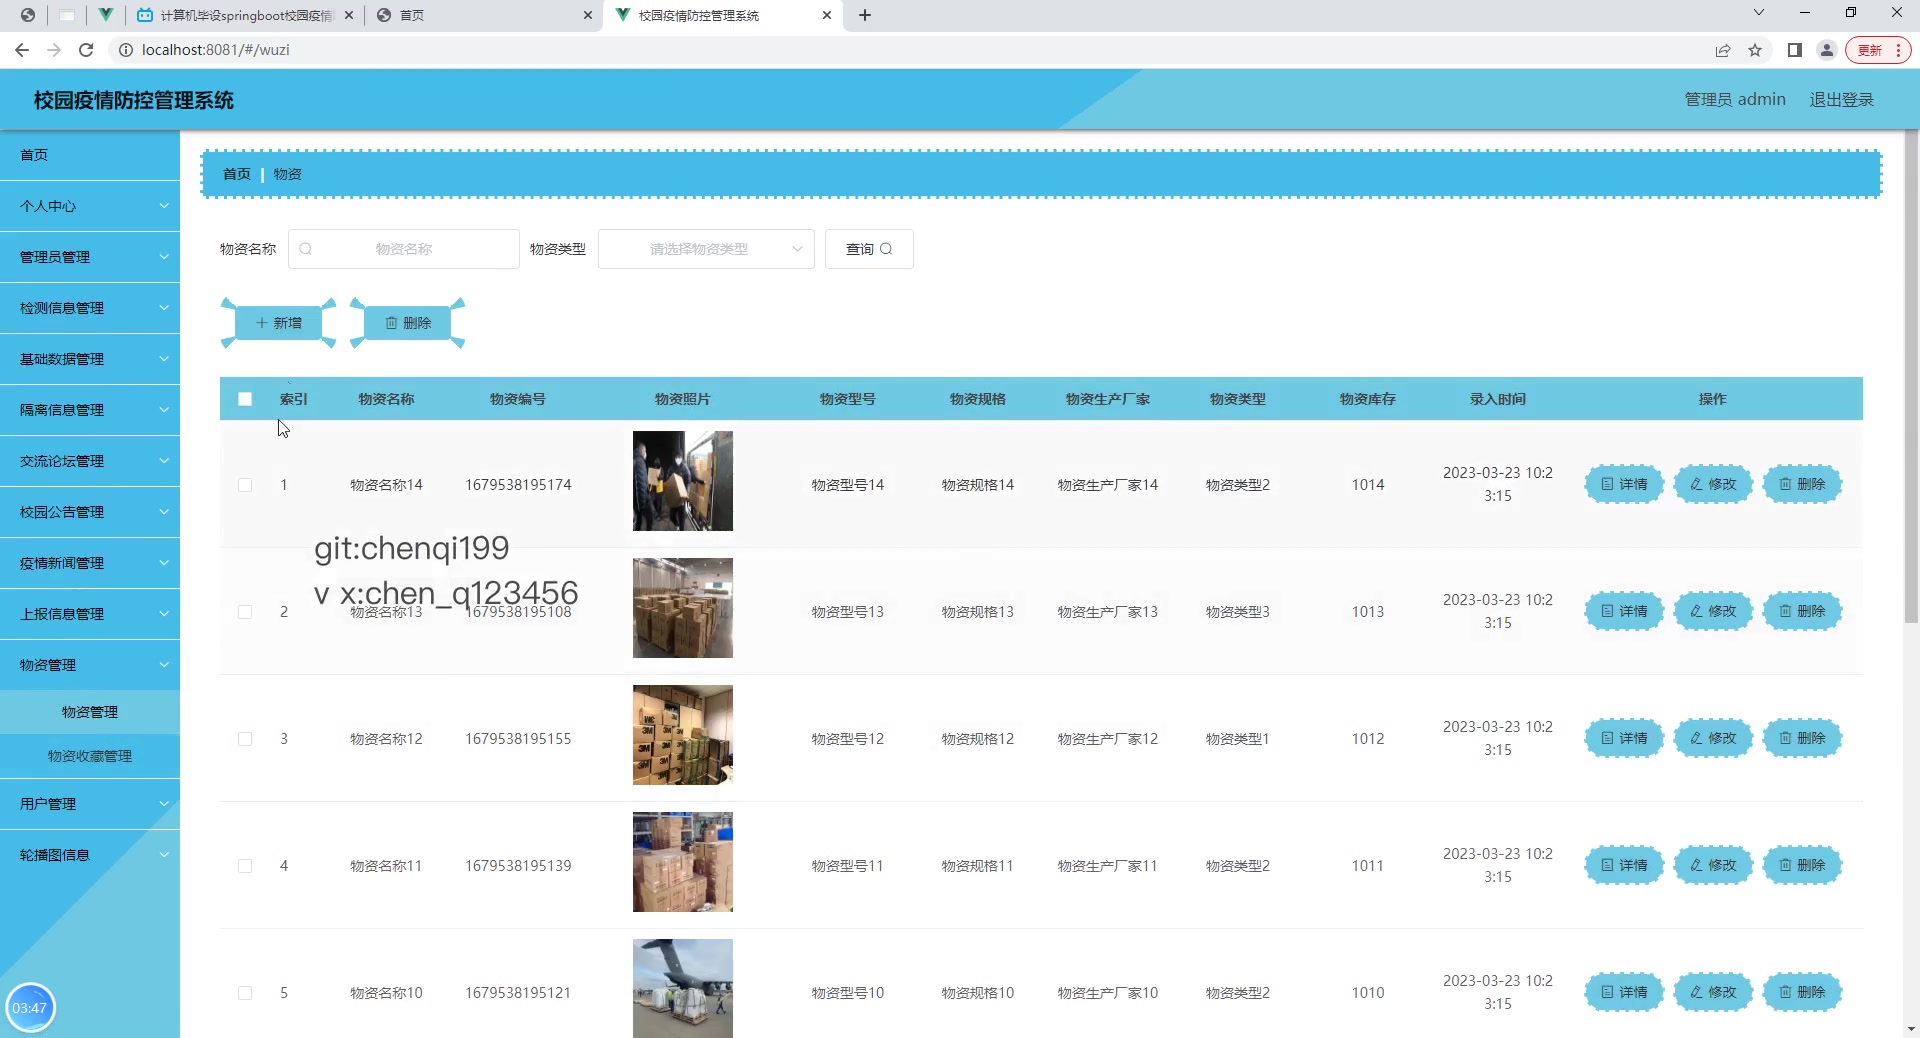 计算机毕设springboot校园疫情
首页
校园疫情防控管理系统
localhost:8081/#/wuzi
更新
校园疫情防控管理系统
管理员 admin
退出登录
首页
个人中心
管理员管理
检测信息管理
基础数据管理
隔离信息管理
交流论坛管理
校园公告管理
疫情新闻管理
上报信息管理
物资管理
物资管理
物资收藏管理
用户管理
轮播图信息
03:47
首页 | 物资
物资名称 物资名称 物资类型 请选择物资类型 查询
新增 删除
索引 物资名称 物资编号 物资照片 物资型号 物资规格 物资生产厂家 物资类型 物资库存 录入时间 操作
1 物资名称14 1679538195174 物资型号14 物资规格14 物资生产厂家14 物资类型2 1014 2023-03-23 10:2
3:15 详情 修改 删除
git:chenqi199
v x:chen_q123456
2 物资名称13 1679538195108 物资型号13 物资规格13 物资生产厂家13 物资类型3 1013 2023-03-23 10:2
3:15 详情 修改 删除
3 物资名称12 1679538195155 物资型号12 物资规格12 物资生产厂家12 物资类型1 1012 2023-03-23 10:2
3:15 详情 修改 删除
4 物资名称11 1679538195139 物资型号11 物资规格11 物资生产厂家11 物资类型2 1011 2023-03-23 10:2
3:15 详情 修改 删除
5 物资名称10 1679538195121 物资型号10 物资规格10 物资生产厂家10 物资类型2 1010 2023-03-23 10:2
3:15 详情 修改 删除